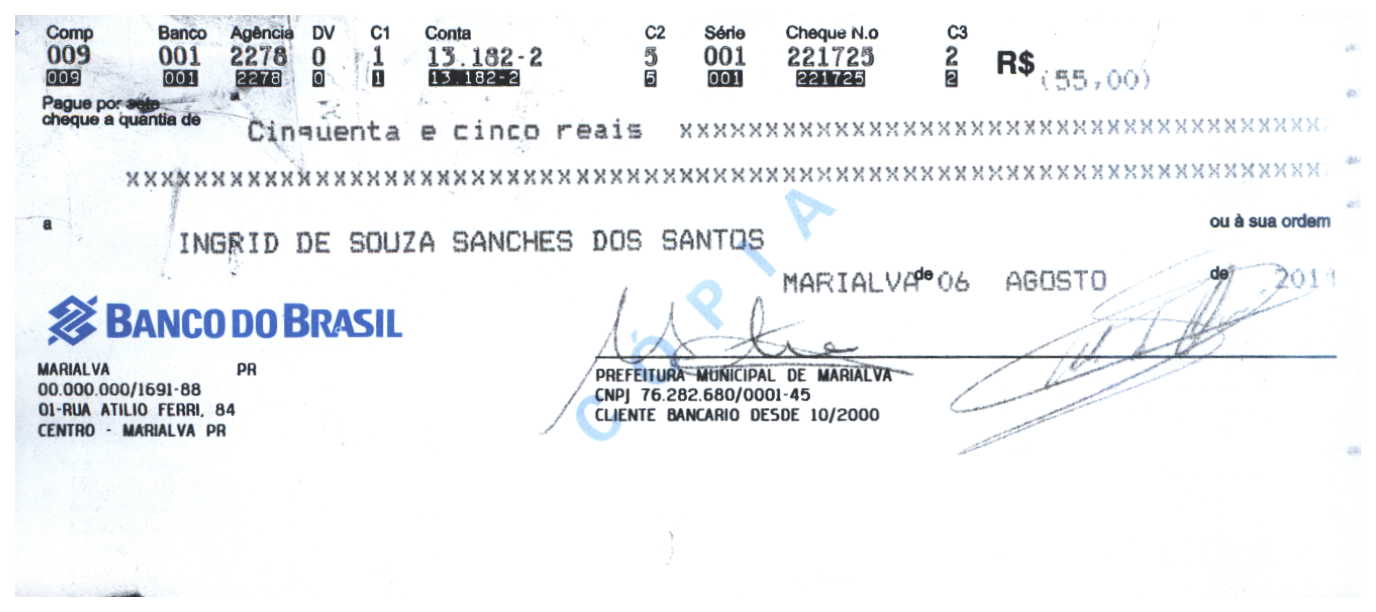 Comp Banco Agência DV C1 Conta C2 Série Cheque N.o C3
009 001 2278 0 1 13.182-2 5 001 221725 2 R$ (55,00)
009 001 2278 0 1 13.182-2 5 001 221725 2
Pague por este
cheque a quantia de Cinquenta e cinco reais xxxxxxxxxxxxxxxxxxxxxxxxxxxxxxxxxxxxxxxxxxxxx
xxxxxxxxxxxxxxxxxxxxxxxxxxxxxxxxxxxxxxxxxxxxxxxxxxxxxxxxxxxxxxxxxxxxxxxxxxxxxxxxxxxxx
a INGRID DE SOUZA SANCHES DOS SANTOS ou à sua ordem
MARIALVA de 06 AGOSTO de
CÓPIA
BANCO DO BRASIL
MARIALVA PR
00.000.000/1691-88
01-RUA ATILIO FERRI, 84
CENTRO - MARIALVA PR
PREFEITURA MUNICIPAL DE MARIALVA
CNPJ 76.282.680/0001-45
CLIENTE BANCARIO DESDE 10/2000